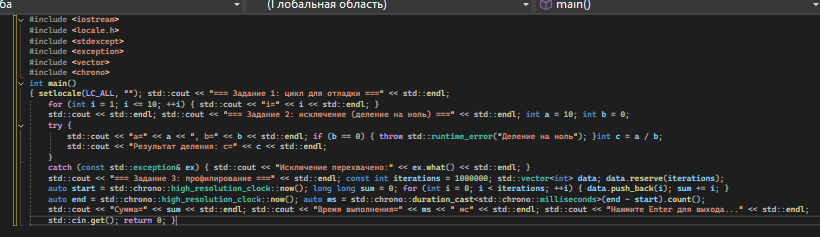 ба (Глобальная область) main()
#include <iostream>
#include <locale.h>
#include <stdexcept>
#include <exception>
#include <vector>
#include <chrono>
int main()
{ setlocale(LC_ALL, ""); std::cout << "=== Задание 1: цикл для отладки ===" << std::endl;
for (int i = 1; i <= 10; ++i) { std::cout << "i=" << i << std::endl; }
std::cout << std::endl; std::cout << "=== Задание 2: исключение (деление на ноль) ===" << std::endl; int a = 10; int b = 0;
try {
std::cout << "a=" << a << ", b=" << b << std::endl; if (b == 0) { throw std::runtime_error("Деление на ноль"); }int c = a / b;
std::cout << "Результат деления: c=" << c << std::endl;
}
catch (const std::exception& ex) { std::cout << "Исключение перехвачено:" << ex.what() << std::endl; }
std::cout << "=== Задание 3: профилирование ===" << std::endl; const int iterations = 1000000; std::vector<int> data; data.reserve(iterations);
auto start = std::chrono::high_resolution_clock::now(); long long sum = 0; for (int i = 0; i < iterations; ++i) { data.push_back(i); sum += i; }
auto end = std::chrono::high_resolution_clock::now(); auto ms = std::chrono::duration_cast<std::chrono::milliseconds>(end - start).count();
std::cout << "Сумма=" << sum << std::endl; std::cout << "Время выполнения=" << ms << " мс" << std::endl; std::cout << "Нажмите Enter для выхода..." << std::endl;
std::cin.get(); return 0; }